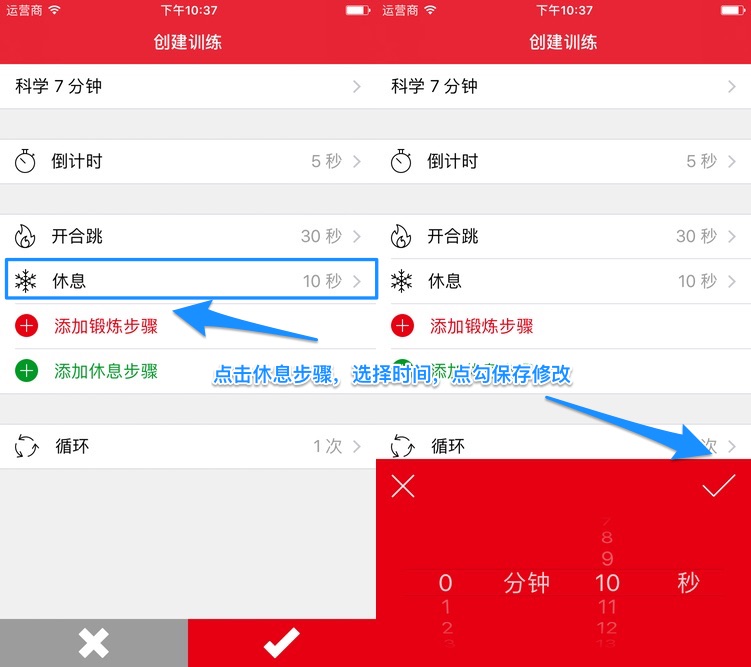 运营商 下午10:37
创建训练
科学 7 分钟
倒计时 5 秒
开合跳 30 秒
休息 10 秒
添加锻炼步骤
添加休息步骤
循环 1 次
运营商 下午10:37
创建训练
科学 7 分钟
倒计时 5 秒
开合跳 30 秒
休息 10 秒
添加锻炼步骤
点击休息步骤，选择时间，点勾保存修改
循环 次
7
8
9
0 分钟 10 秒
1 11
2 12
3 13